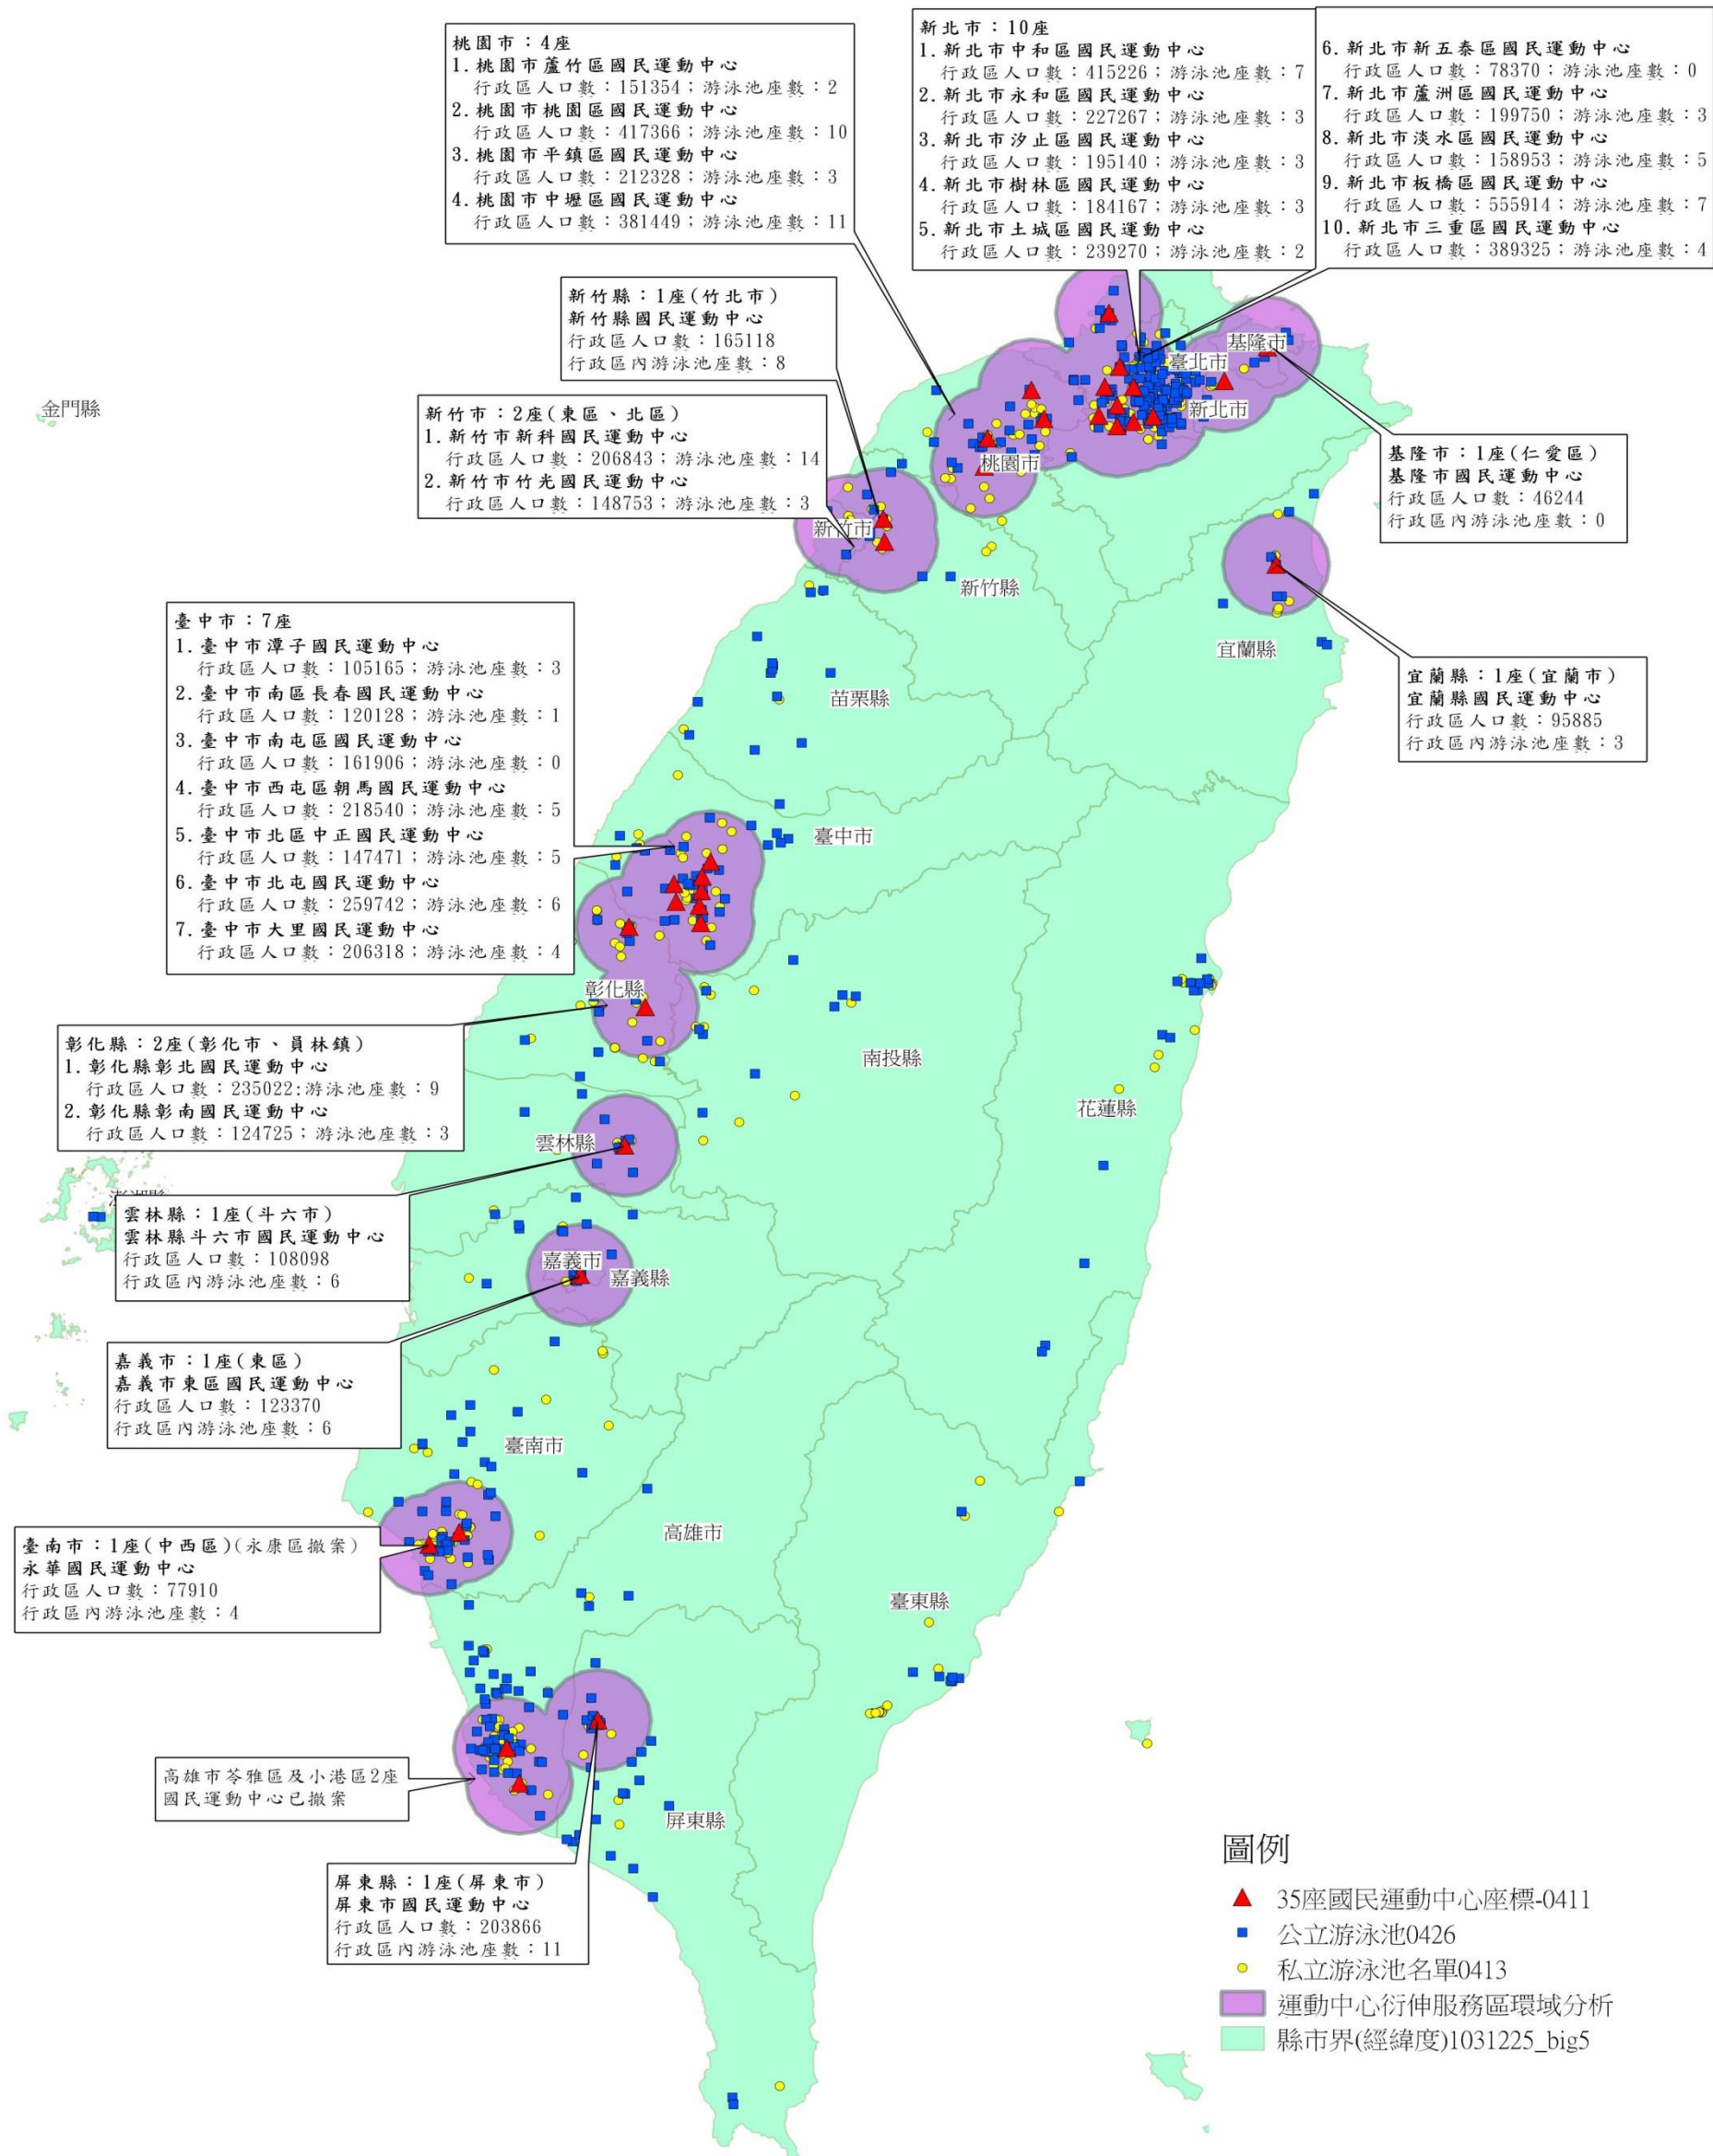 桃園市：4座
1.桃園市蘆竹區國民運動中心
行政區人口數：151354；游泳池座數：2
2.桃園市桃園區國民運動中心
行政區人口數：417366；游泳池座數：10
3.桃園市平鎮區國民運動中心
行政區人口數：212328；游泳池座數：3
4.桃園市中壢區國民運動中心
行政區人口數：381449；游泳池座數：11
新北市：10座
1.新北市中和區國民運動中心
行政區人口數：415226；游泳池座數：7
2.新北市永和區國民運動中心
行政區人口數：227267；游泳池座數：3
3.新北市汐止區國民運動中心
行政區人口數：195140；游泳池座數：3
4.新北市樹林區國民運動中心
行政區人口數：184167；游泳池座數：3
5.新北市土城區國民運動中心
行政區人口數：239270；游泳池座數：2
6.新北市新五泰區國民運動中心
行政區人口數：78370；游泳池座數：0
7.新北市蘆洲區國民運動中心
行政區人口數：199750；游泳池座數：3
8.新北市淡水區國民運動中心
行政區人口數：158953；游泳池座數：5
9.新北市板橋區國民運動中心
行政區人口數：555914；游泳池座數：7
10.新北市三重區國民運動中心
行政區人口數：389325；游泳池座數：4
新竹縣：1座(竹北市)
新竹縣國民運動中心
行政區人口數：165118
行政區內游泳池座數：8
新竹市：2座(東區、北區)
1.新竹市新科國民運動中心
行政區人口數：206843；游泳池座數：14
2.新竹市竹光國民運動中心
行政區人口數：148753；游泳池座數：3
基隆市
臺北市
新北市
金門縣
桃園市
基隆市：1座(仁愛區)
基隆市國民運動中心
行政區人口數：46244
行政區內游泳池座數：0
新竹市
新竹縣
宜蘭縣
苗栗縣
宜蘭縣：1座(宜蘭市)
宜蘭縣國民運動中心
行政區人口數：95885
行政區內游泳池座數：3
臺中市：7座
1.臺中市潭子國民運動中心
行政區人口數：105165；游泳池座數：3
2.臺中市南區長春國民運動中心
行政區人口數：120128；游泳池座數：1
3.臺中市南屯區國民運動中心
行政區人口數：161906；游泳池座數：0
4.臺中市西屯區朝馬國民運動中心
行政區人口數：218540；游泳池座數：5
5.臺中市北區中正國民運動中心
行政區人口數：147471；游泳池座數：5
6.臺中市北屯國民運動中心
行政區人口數：259742；游泳池座數：6
7.臺中市大里國民運動中心
行政區人口數：206318；游泳池座數：4
臺中市
彰化縣
南投縣
花蓮縣
彰化縣：2座(彰化市、員林鎮)
1.彰化縣彰北國民運動中心
行政區人口數：235022;游泳池座數：9
2.彰化縣彰南國民運動中心
行政區人口數：124725；游泳池座數：3
雲林縣
雲林縣：1座(斗六市)
雲林縣斗六市國民運動中心
行政區人口數：108098
行政區內游泳池座數：6
嘉義市
嘉義縣
嘉義市：1座(東區)
嘉義市東區國民運動中心
行政區人口數：123370
行政區內游泳池座數：6
臺南市
高雄市
臺南市：1座(中西區)(永康區撤案)
永華國民運動中心
行政區人口數：77910
行政區內游泳池座數：4
臺東縣
高雄市苓雅區及小港區2座
國民運動中心已撤案
屏東縣
屏東縣：1座(屏東市)
屏東市國民運動中心
行政區人口數：203866
行政區內游泳池座數：11
圖例
35座國民運動中心座標-0411
公立游泳池0426
私立游泳池名單0413
運動中心衍伸服務區環域分析
縣市界(經緯度)1031225_big5